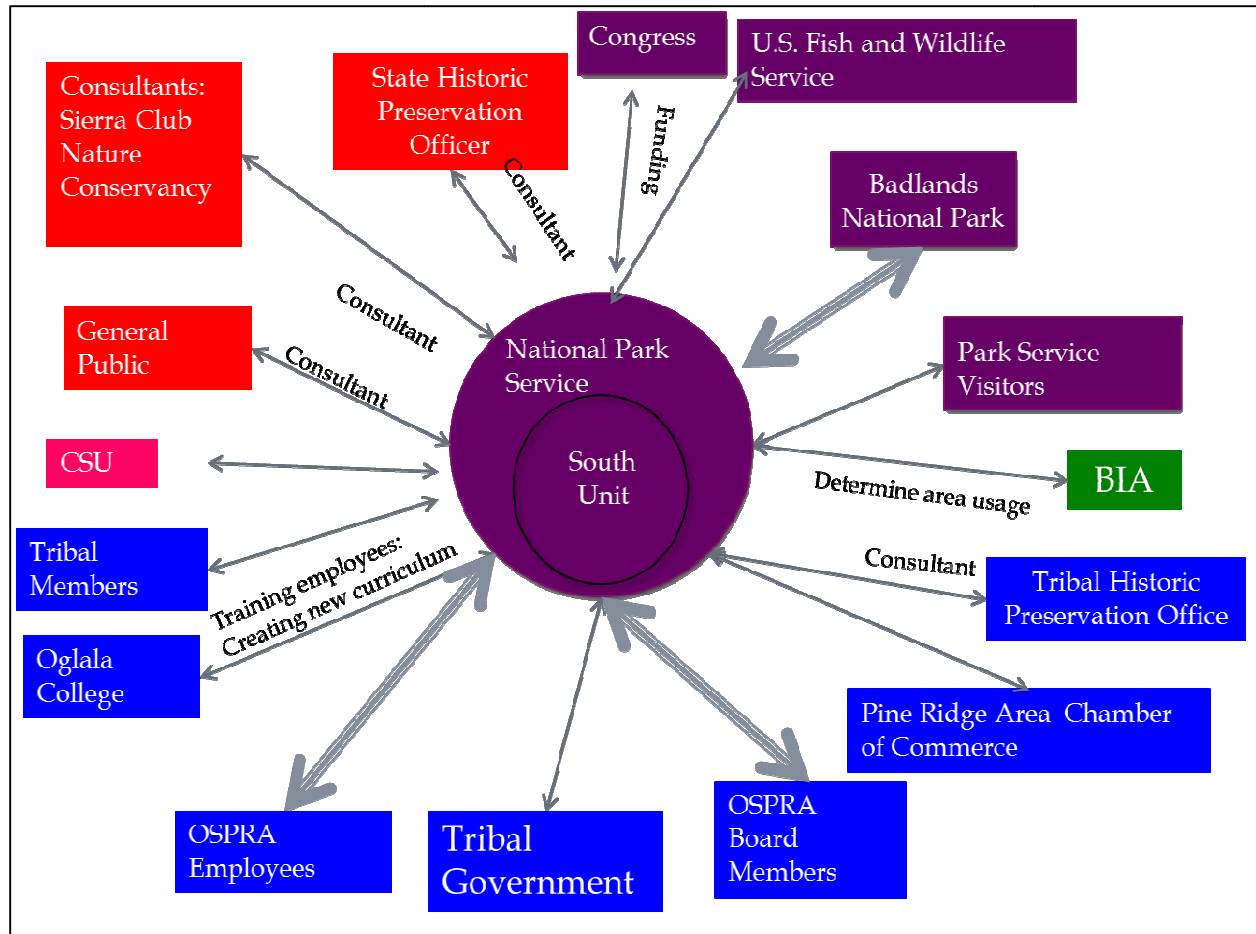 Congress
U.S. Fish and Wildlife
Service
State Historic
Preservation
Officer
Consultants:
Sierra Club
Nature
Conservancy
Funding
Consultant
Badlands
National Park
Consultant
General
Public
Consultant
National Park
Service
Park Service
Visitors
CSU
South
Unit
BIA
Determine area usage
Tribal
Members
Training employees:
Creating new curriculum
Consultant
Tribal Historic
Preservation Office
Oglala
College
Pine Ridge Area Chamber
of Commerce
OSPRA
Employees
Tribal
Government
OSPRA
Board
Members